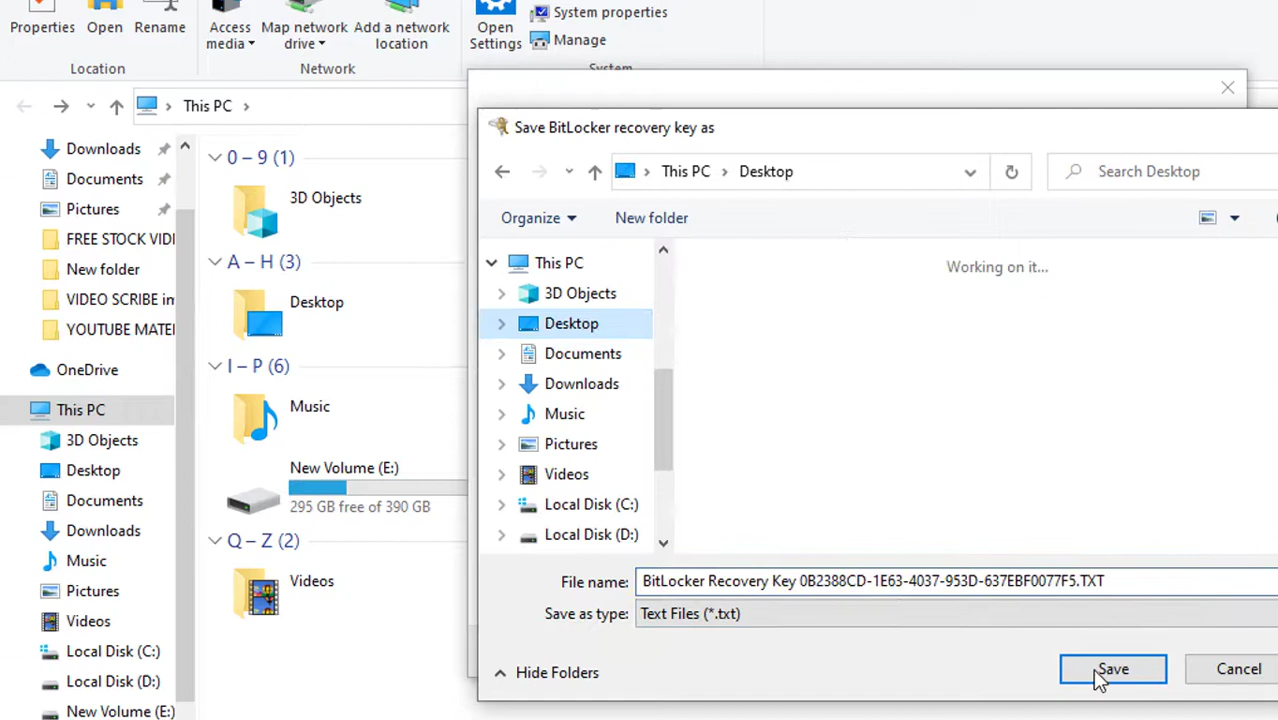 Properties
Open
Rename
Access media
Map network drive
Add a network location
Open Settings
System properties
Manage
Location
Network
System
This PC
Downloads
Documents
Pictures
FREE STOCK VID
New folder
VIDEO SCRIBE im
YOUTUBE MATE
OneDrive
This PC
3D Objects
Desktop
Documents
Downloads
Music
Pictures
Videos
Local Disk (C:)
Local Disk (D:)
New Volume (E:)
0 – 9 (1)
3D Objects
A – H (3)
Desktop
I – P (6)
Music
New Volume (E:)
295 GB free of 390 GB
Q – Z (2)
Videos
Save BitLocker recovery key as
This PC
Desktop
Search Desktop
Organize
New folder
This PC
3D Objects
Desktop
Documents
Downloads
Music
Pictures
Videos
Local Disk (C:)
Local Disk (D:)
Working on it...
File name: BitLocker Recovery Key 0B2388CD-1E63-4037-953D-637EBF0077F5.TXT
Save as type: Text Files (*.txt)
Hide Folders
Save
Cancel